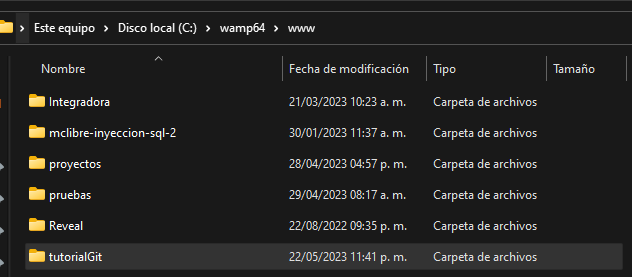 Este equipo > Disco local (C:) > wamp64 > www
Nombre Fecha de modificación Tipo Tamaño
Integradora 21/03/2023 10:23 a. m. Carpeta de archivos
mclibre-inyeccion-sql-2 30/01/2023 11:37 a. m. Carpeta de archivos
proyectos 28/04/2023 04:57 p. m. Carpeta de archivos
pruebas 29/04/2023 08:17 a. m. Carpeta de archivos
Reveal 22/08/2022 09:35 p. m. Carpeta de archivos
tutorialGit 22/05/2023 11:41 p. m. Carpeta de archivos